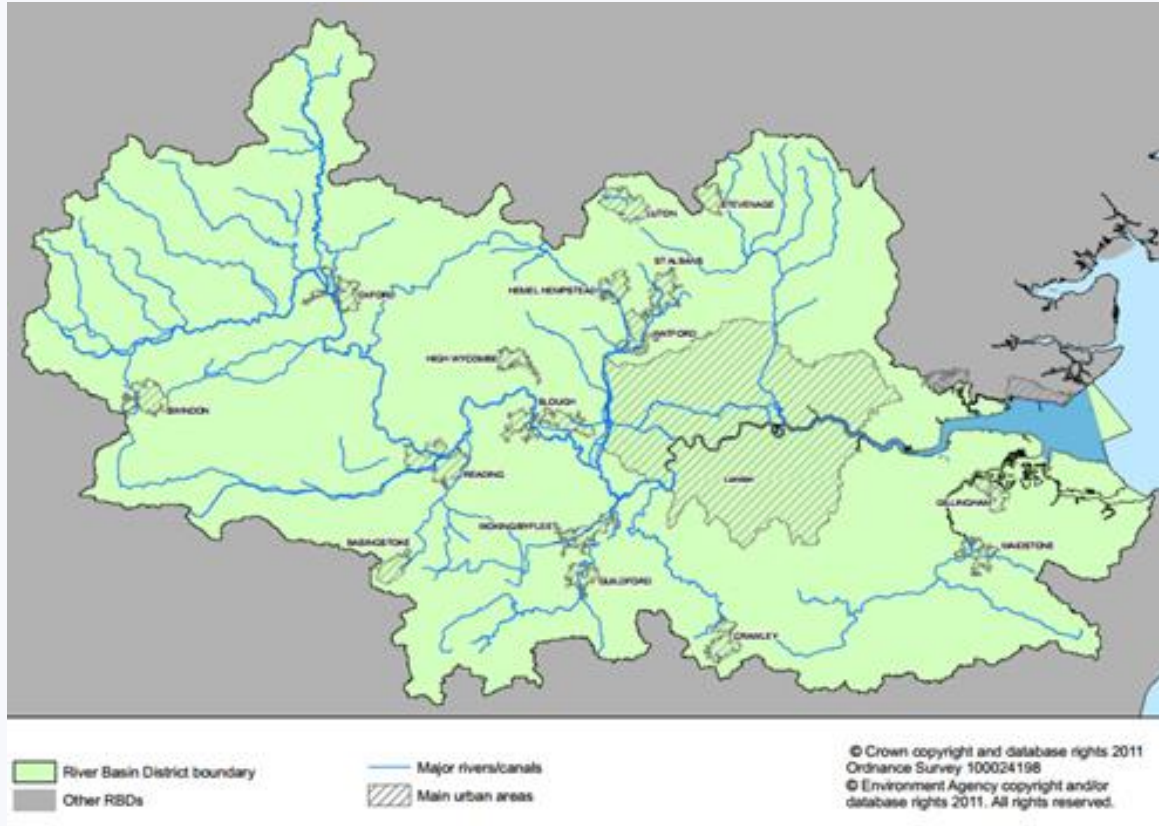 LUTON
STEVENAGE
ST ALBANS
HEMEL HEMPSTEAD
OXFORD
WATFORD
HIGH WYCOMBE
SLOUGH
SWINDON
READING
London
GILLINGHAM
WOKING/BYFLEET
BASINGSTOKE
MAIDSTONE
GUILDFORD
CRAWLEY
River Basin District boundary
Other RBDs
Major rivers/canals
Main urban areas
© Crown copyright and database rights 2011
Ordnance Survey 100024198
© Environment Agency copyright and/or
database rights 2011. All rights reserved.